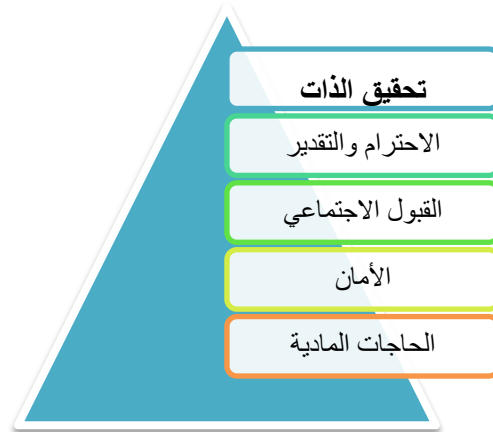 تحقيق الذات
الاحترام والتقدير
القبول الاجتماعي
الأمان
الحاجات المادية